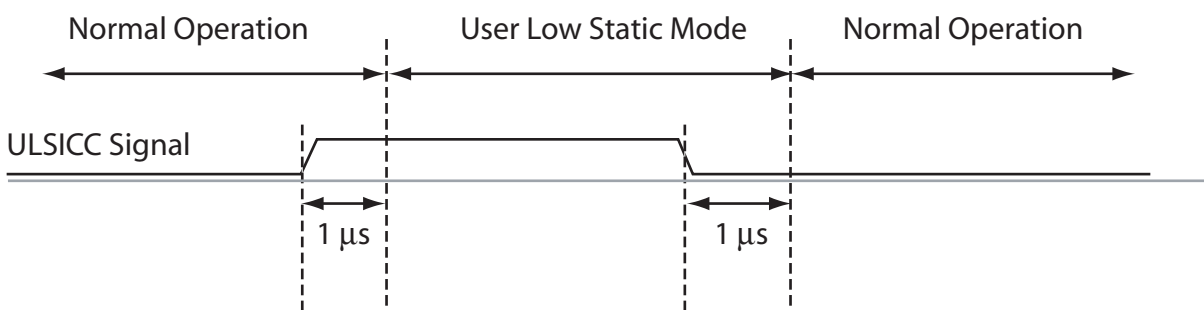 Normal Operation
User Low Static Mode
Normal Operation
ULSICC Signal
1 μs
1 μs